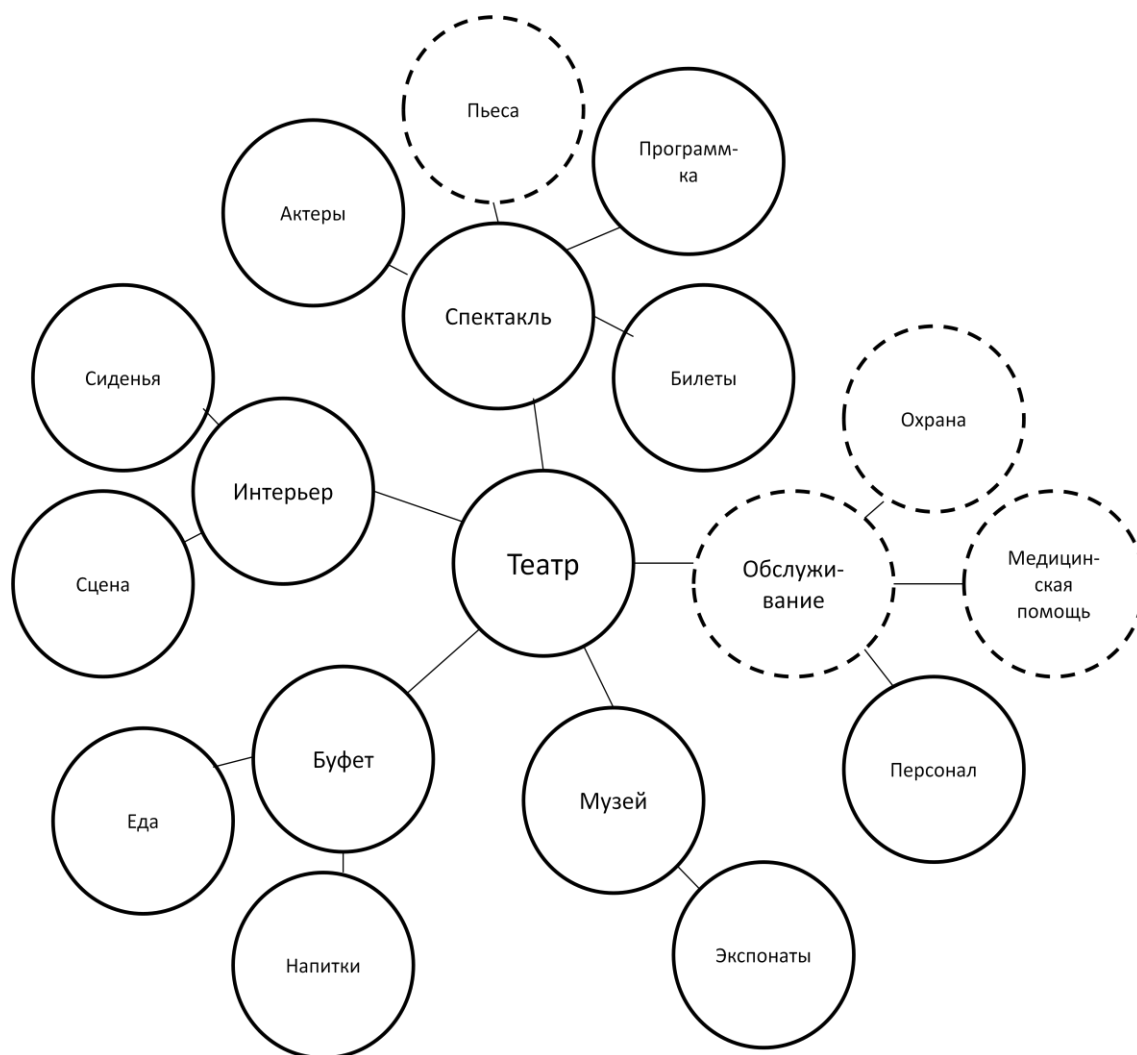 Пьеса
Программ-
ка
Актеры
Спектакль
Билеты
Сиденья
Охрана
Интерьер
Театр
Обслужи-
вание
Медицин-
ская
помощь
Сцена
Буфет
Персонал
Музей
Еда
Экспонаты
Напитки